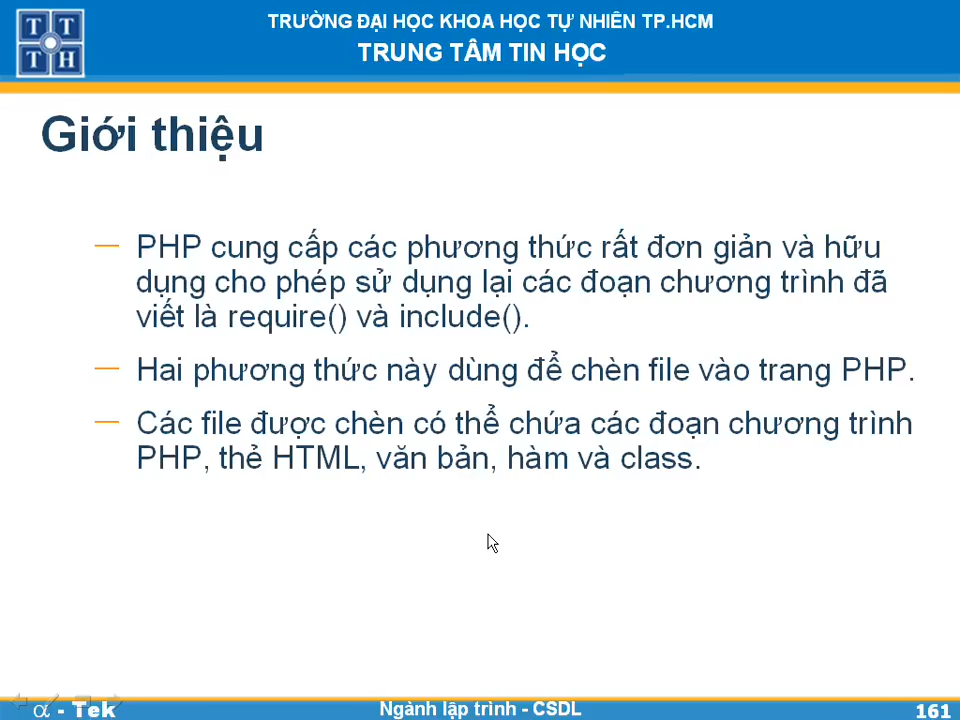 TRƯỜNG ĐẠI HỌC KHOA HỌC TỰ NHIÊN TP.HCM
TRUNG TÂM TIN HỌC
T T
T H
Giới thiệu
— PHP cung cấp các phương thức rất đơn giản và hữu
dụng cho phép sử dụng lại các đoạn chương trình đã
viết là require() và include().
— Hai phương thức này dùng để chèn file vào trang PHP.
— Các file được chèn có thể chứa các đoạn chương trình
PHP, thẻ HTML, văn bản, hàm và class.
α - Tek
Ngành lập trình - CSDL
161